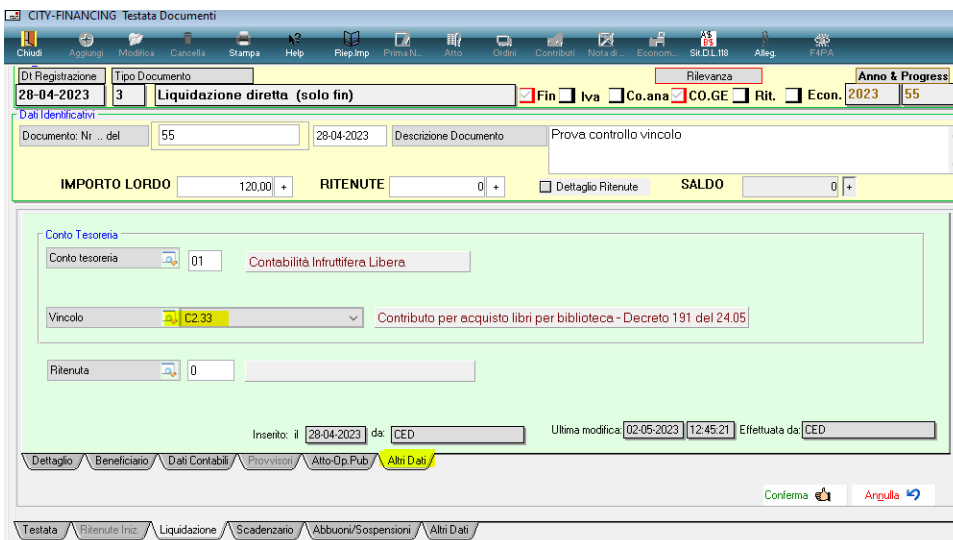 CITY-FINANCING Testata Documenti
Chiudi Aggiungi Modifica Cancella Stampa Help Riep.Imp Prima N... Atto Ordini Contributi Nota di... Econom... Sit.D.L.118 Alleg. F4PA
Dt Registrazione Tipo Documento Rilevanza Anno & Progress
28-04-2023 3 Liquidazione diretta (solo fin) Fin Iva Co.ana CO.GE Rit. Econ. 2023 55
Dati Identificativi
Documento: Nr .. del 55 28-04-2023 Descrizione Documento Prova controllo vincolo
IMPORTO LORDO 120,00 + RITENUTE 0 + Dettaglio Ritenute SALDO 0 +
Conto Tesoreria
Conto tesoreria 01 Contabilità Infruttifera Libera
Vincolo C2.33 Contributo per acquisto libri per biblioteca - Decreto 191 del 24.05
Ritenuta 0
Inserito: il 28-04-2023 da: CED Ultima modifica: 02-05-2023 12:45:21 Effettuata da: CED
Dettaglio Beneficiario Dati Contabili Provvisori Atto-Op.Pub Altri Dati
Conferma Annulla
Testata Ritenute Iniz. Liquidazione Scadenzario Abbuoni/Sospensioni Altri Dati